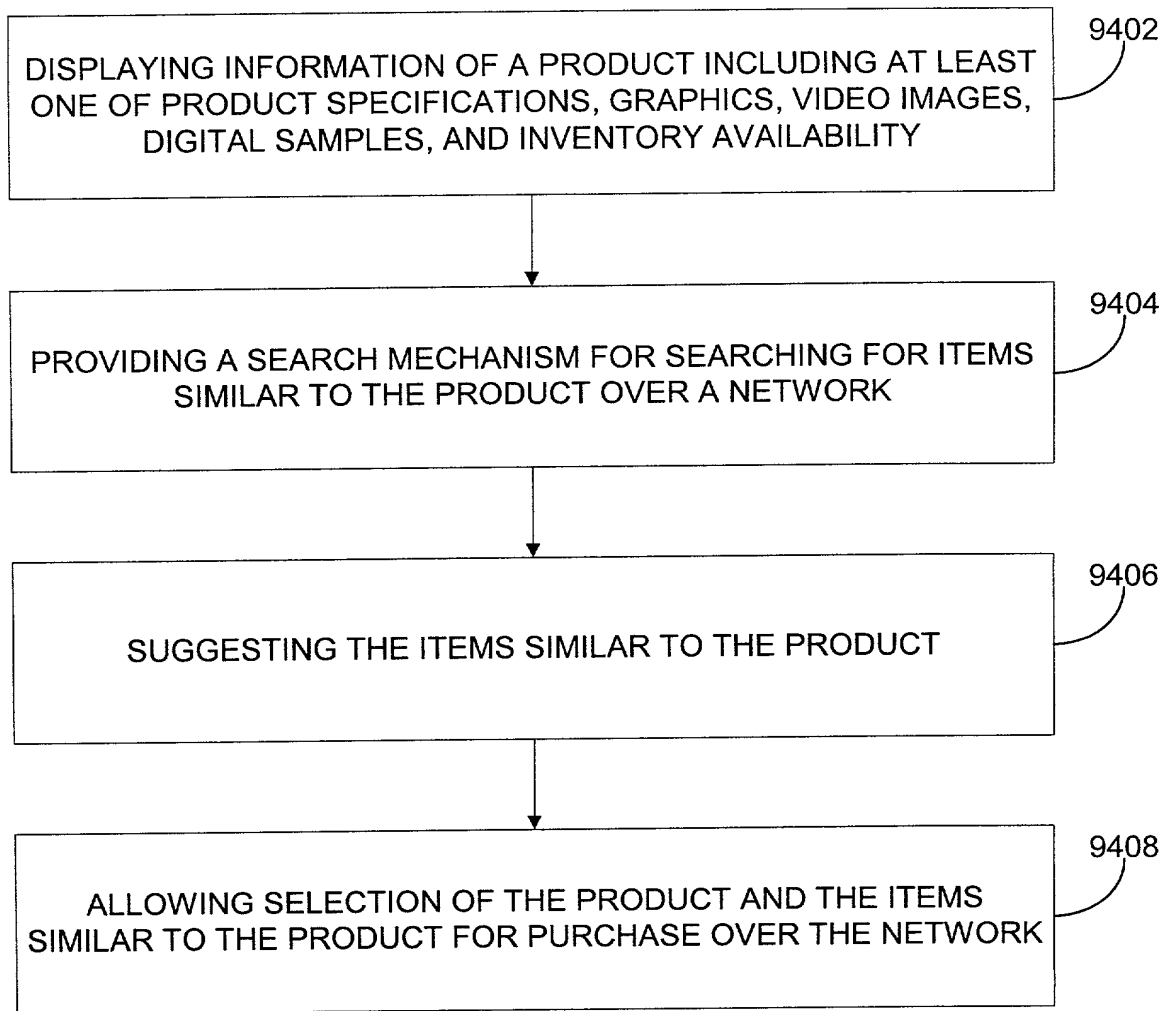 9402
DISPLAYING INFORMATION OF A PRODUCT INCLUDING AT LEAST
ONE OF PRODUCT SPECIFICATIONS, GRAPHICS, VIDEO IMAGES,
DIGITAL SAMPLES, AND INVENTORY AVAILABILITY
9404
PROVIDING A SEARCH MECHANISM FOR SEARCHING FOR ITEMS
SIMILAR TO THE PRODUCT OVER A NETWORK
9406
SUGGESTING THE ITEMS SIMILAR TO THE PRODUCT
9408
ALLOWING SELECTION OF THE PRODUCT AND THE ITEMS
SIMILAR TO THE PRODUCT FOR PURCHASE OVER THE NETWORK